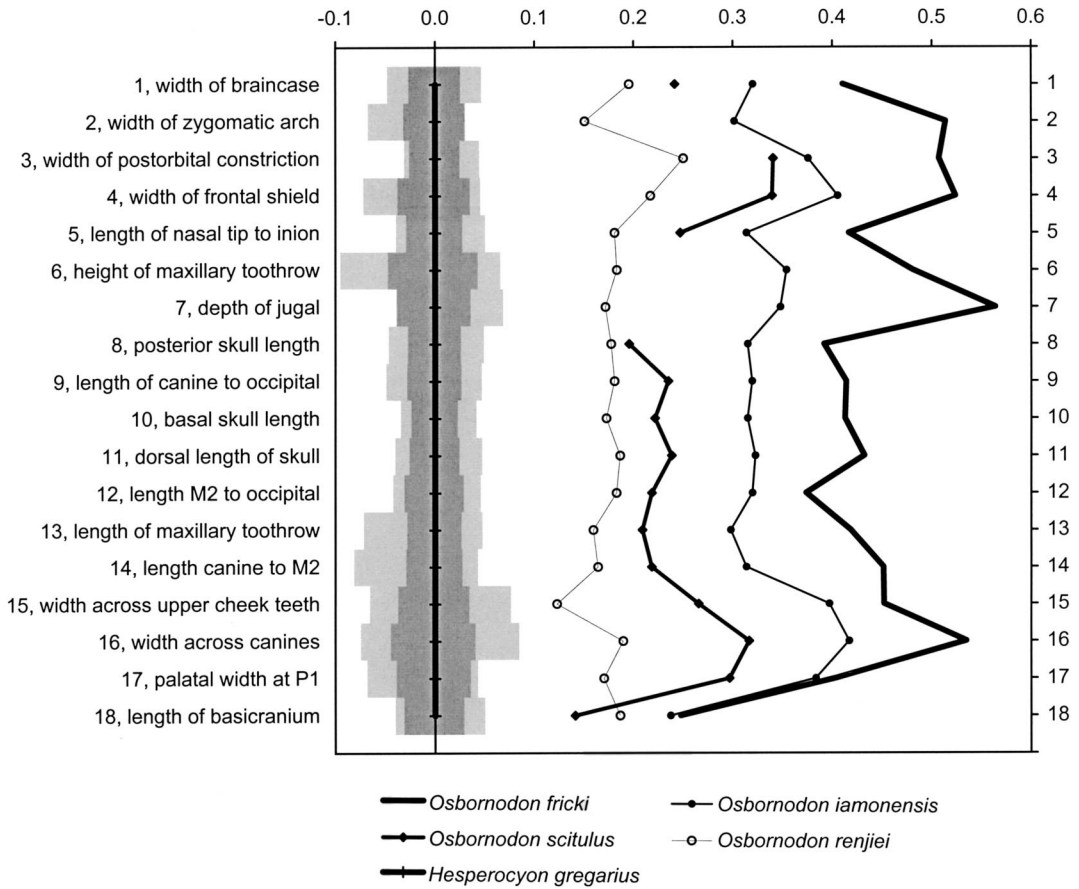 -0.1 0.0 0.1 0.2 0.3 0.4 0.5 0.6
1, width of braincase 1
2, width of zygomatic arch 2
3, width of postorbital constriction 3
4, width of frontal shield 4
5, length of nasal tip to inion 5
6, height of maxillary toothrow 6
7, depth of jugal 7
8, posterior skull length 8
9, length of canine to occipital 9
10, basal skull length 10
11, dorsal length of skull 11
12, length M2 to occipital 12
13, length of maxillary toothrow 13
14, length canine to M2 14
15, width across upper cheek teeth 15
16, width across canines 16
17, palatal width at P1 17
18, length of basicranium 18
Osbornodon fricki Osbornodon iamonensis
Osbornodon scitulus Osbornodon renjiei
Hesperocyon gregarius